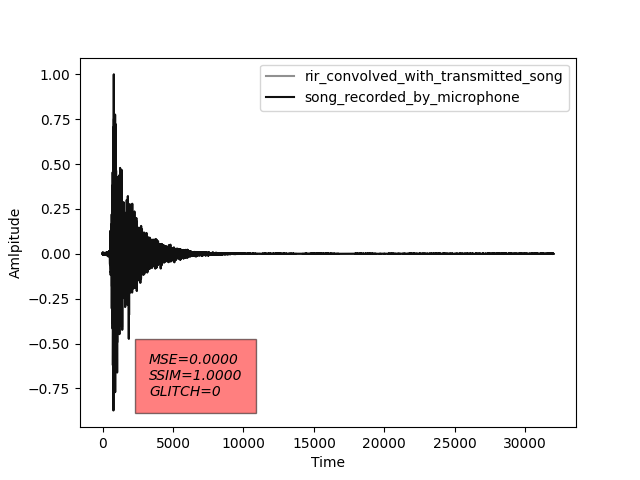 rir_convolved_with_transmitted_song
song_recorded_by_microphone
1.00
0.75
0.50
0.25
0.00
−0.25
−0.50
−0.75
Amlpitude
MSE=0.0000
SSIM=1.0000
GLITCH=0
0 5000 10000 15000 20000 25000 30000
Time